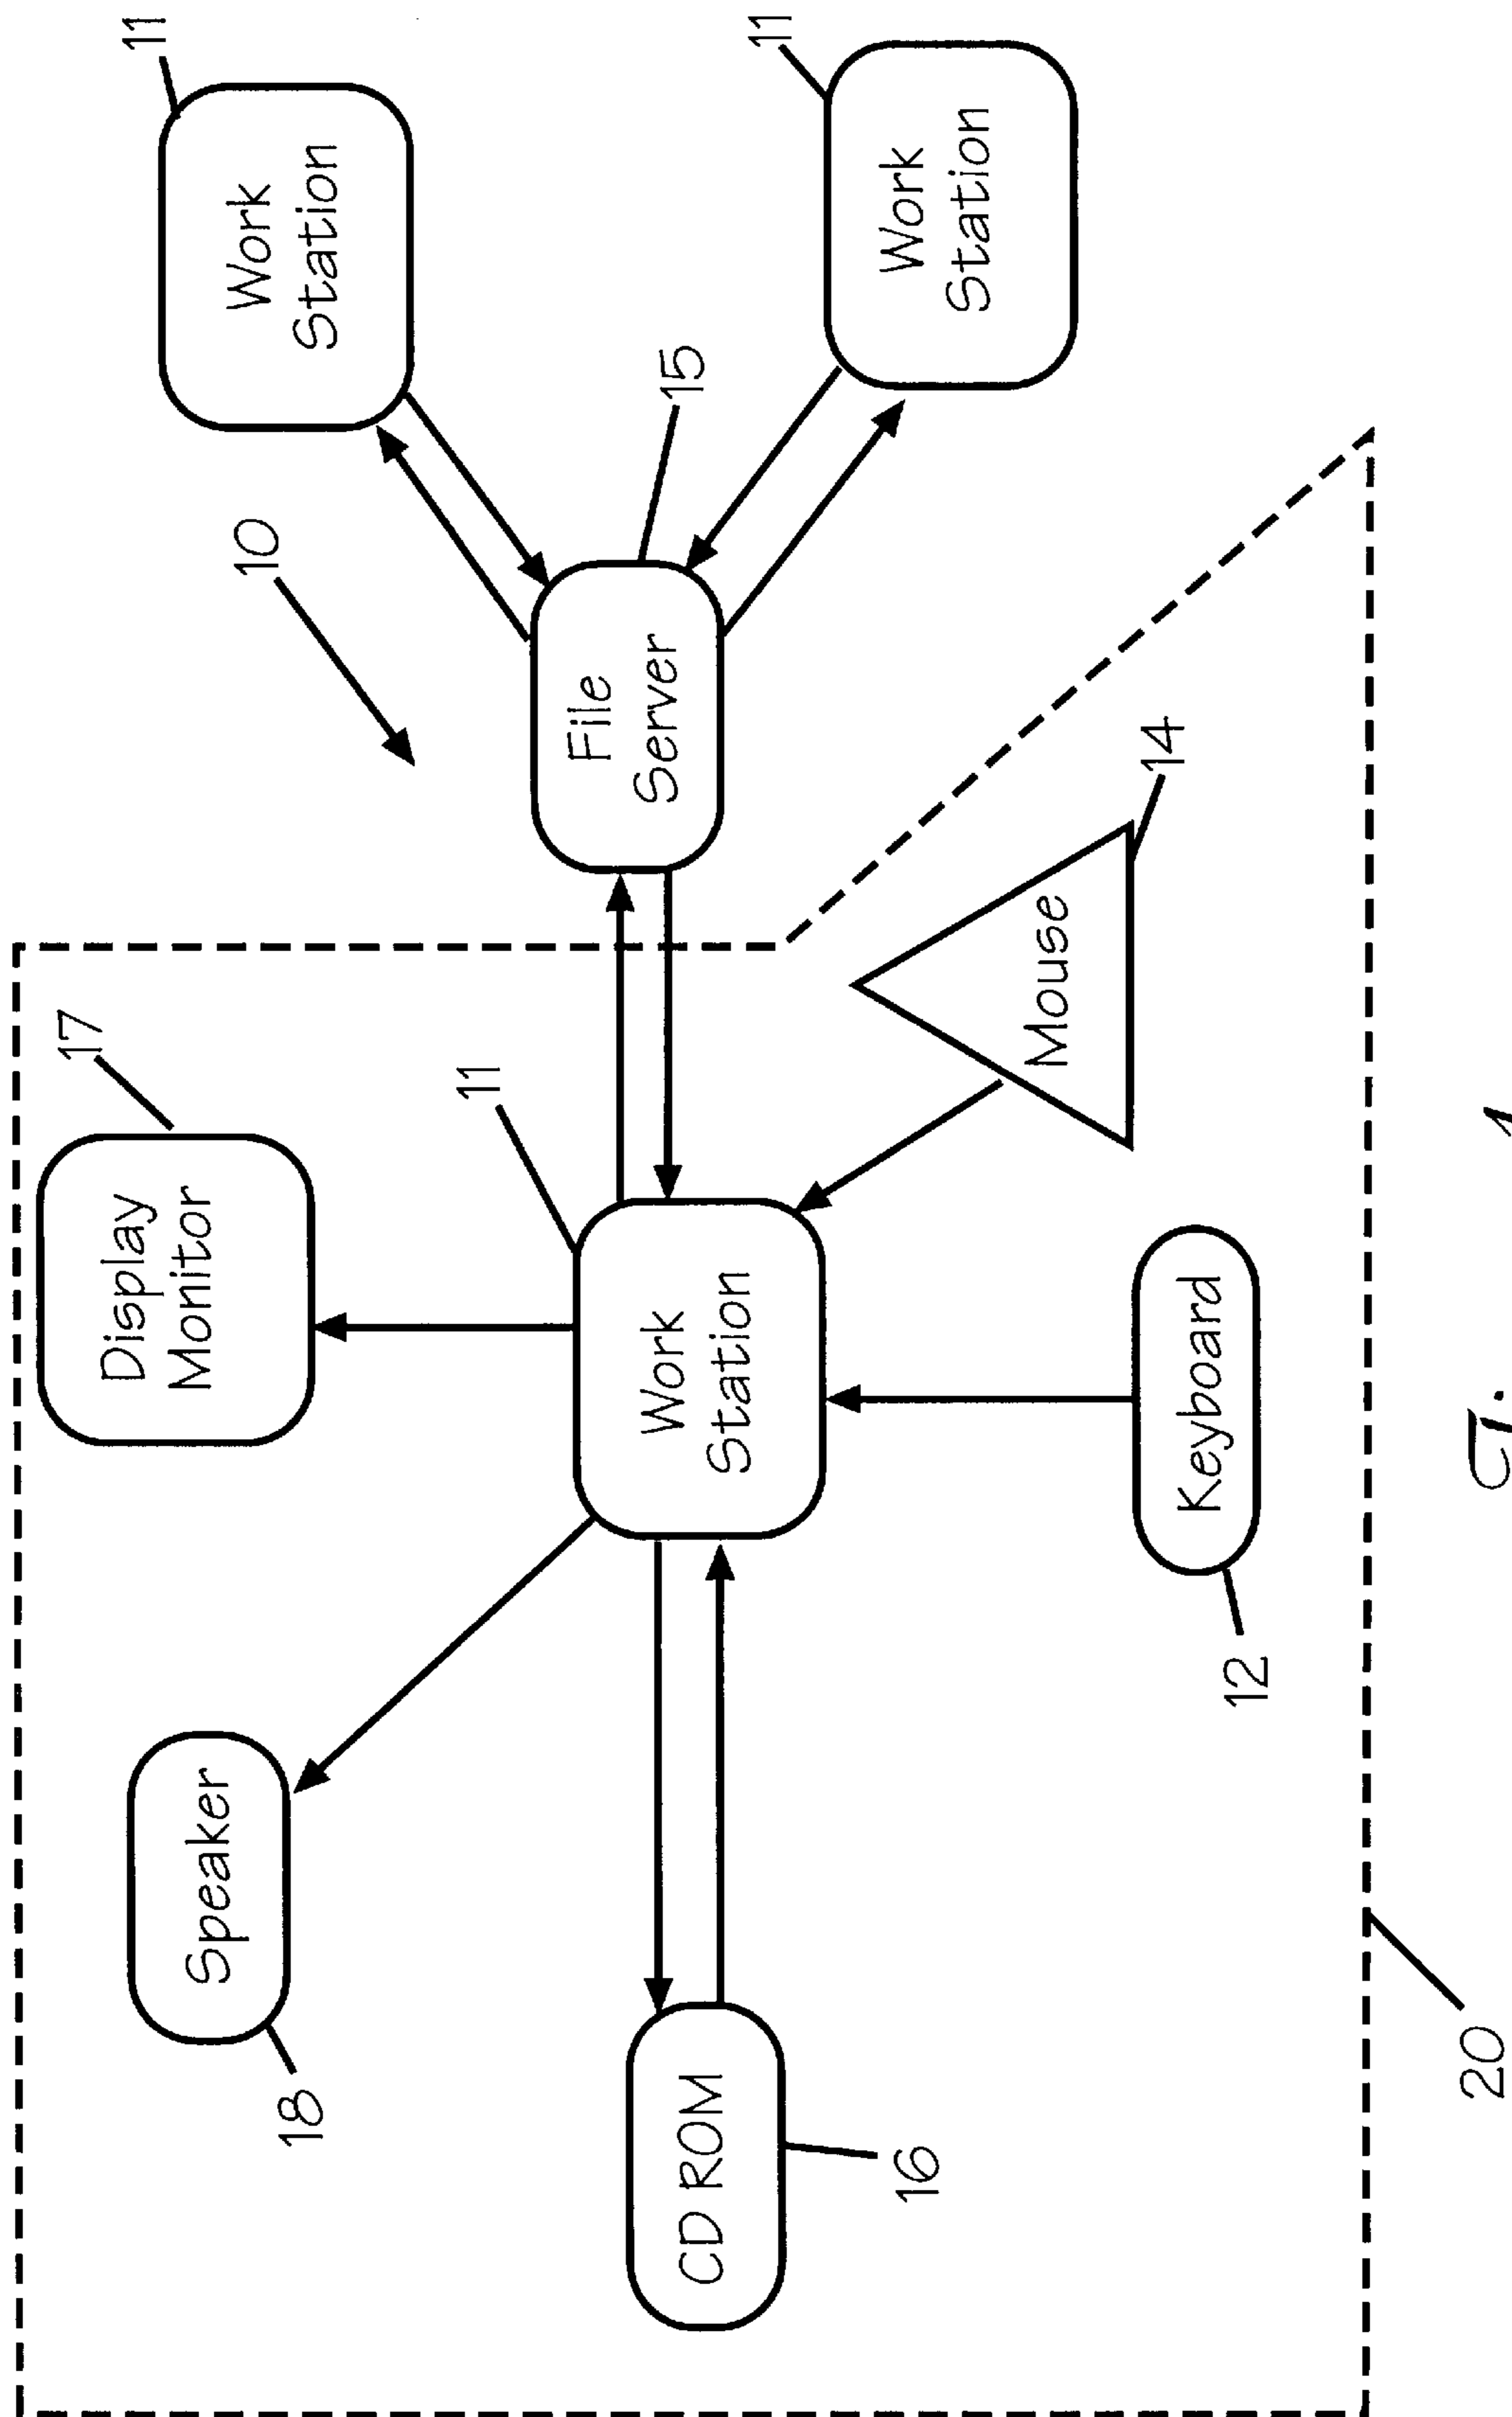 17
11
Display
Monitor
Speaker
18
Work
Station
10
11
Work
Station
File
Server
15
11
CD ROM
16
Work
Station
Mouse
14
Keyboard
12
20